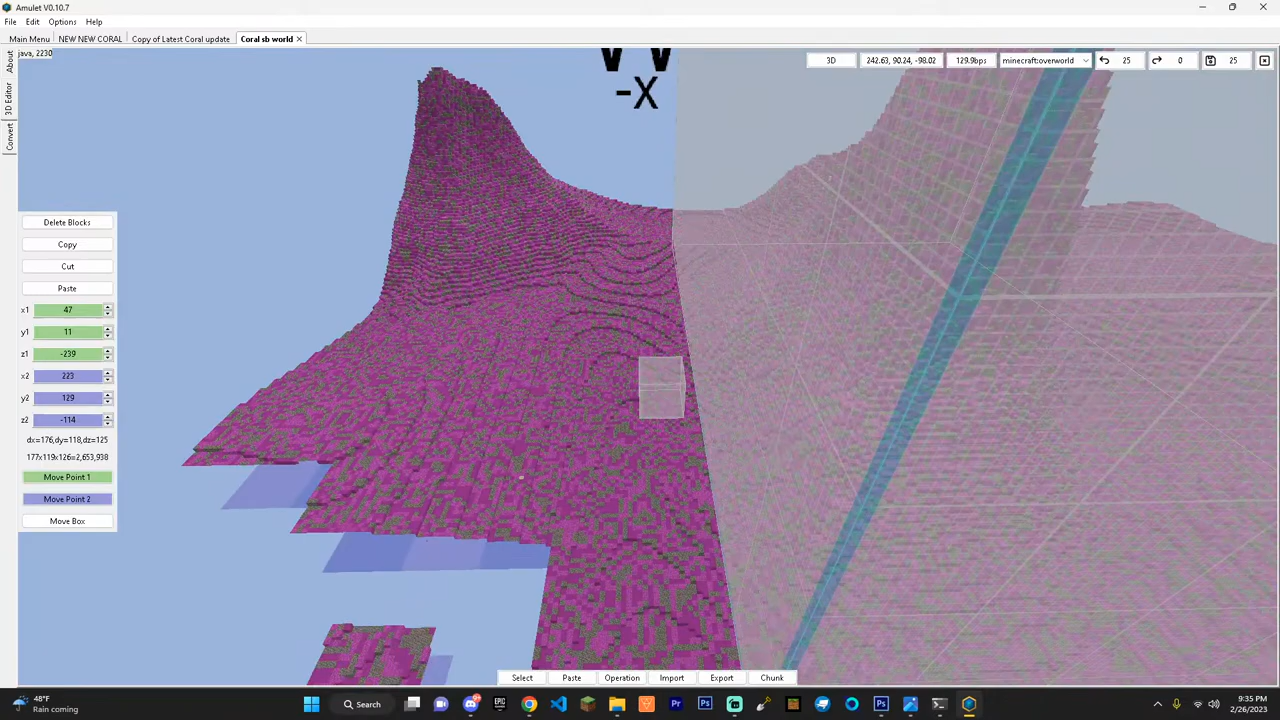 Amulet V0.10.7
File Edit Options Help
Main Menu NEW NEW CORAL Copy of Latest Coral update Coral sb world
java, 2230
-X
3D 242.63, 90.24, -98.02 129.9bps minecraft:overworld 25 0 25
About
3D Editor
Convert
Delete Blocks
Copy
Cut
Paste
x1 47
y1 11
z1 -239
x2 223
y2 129
z2 -114
dx=176,dy=118,dz=125
177x119x126=2,653,938
Move Point 1
Move Point 2
Move Box
Select Paste Operation Import Export Chunk
48°F
Rain coming
Search
9:35 PM
2/26/2023